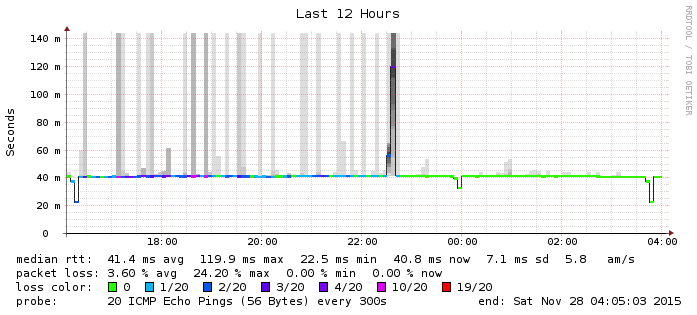 Last 12 Hours
RRDTOOL / TOBI OETIKER
Seconds
140 m
120 m
100 m
80 m
60 m
40 m
20 m
0
18:00 20:00 22:00 00:00 02:00 04:00
median rtt: 41.4 ms avg 119.9 ms max 22.5 ms min 40.8 ms now 7.1 ms sd 5.8 am/s
packet loss: 3.60 % avg 24.20 % max 0.00 % min 0.00 % now
loss color: 0 1/20 2/20 3/20 4/20 10/20 19/20
probe: 20 ICMP Echo Pings (56 Bytes) every 300s end: Sat Nov 28 04:05:03 2015